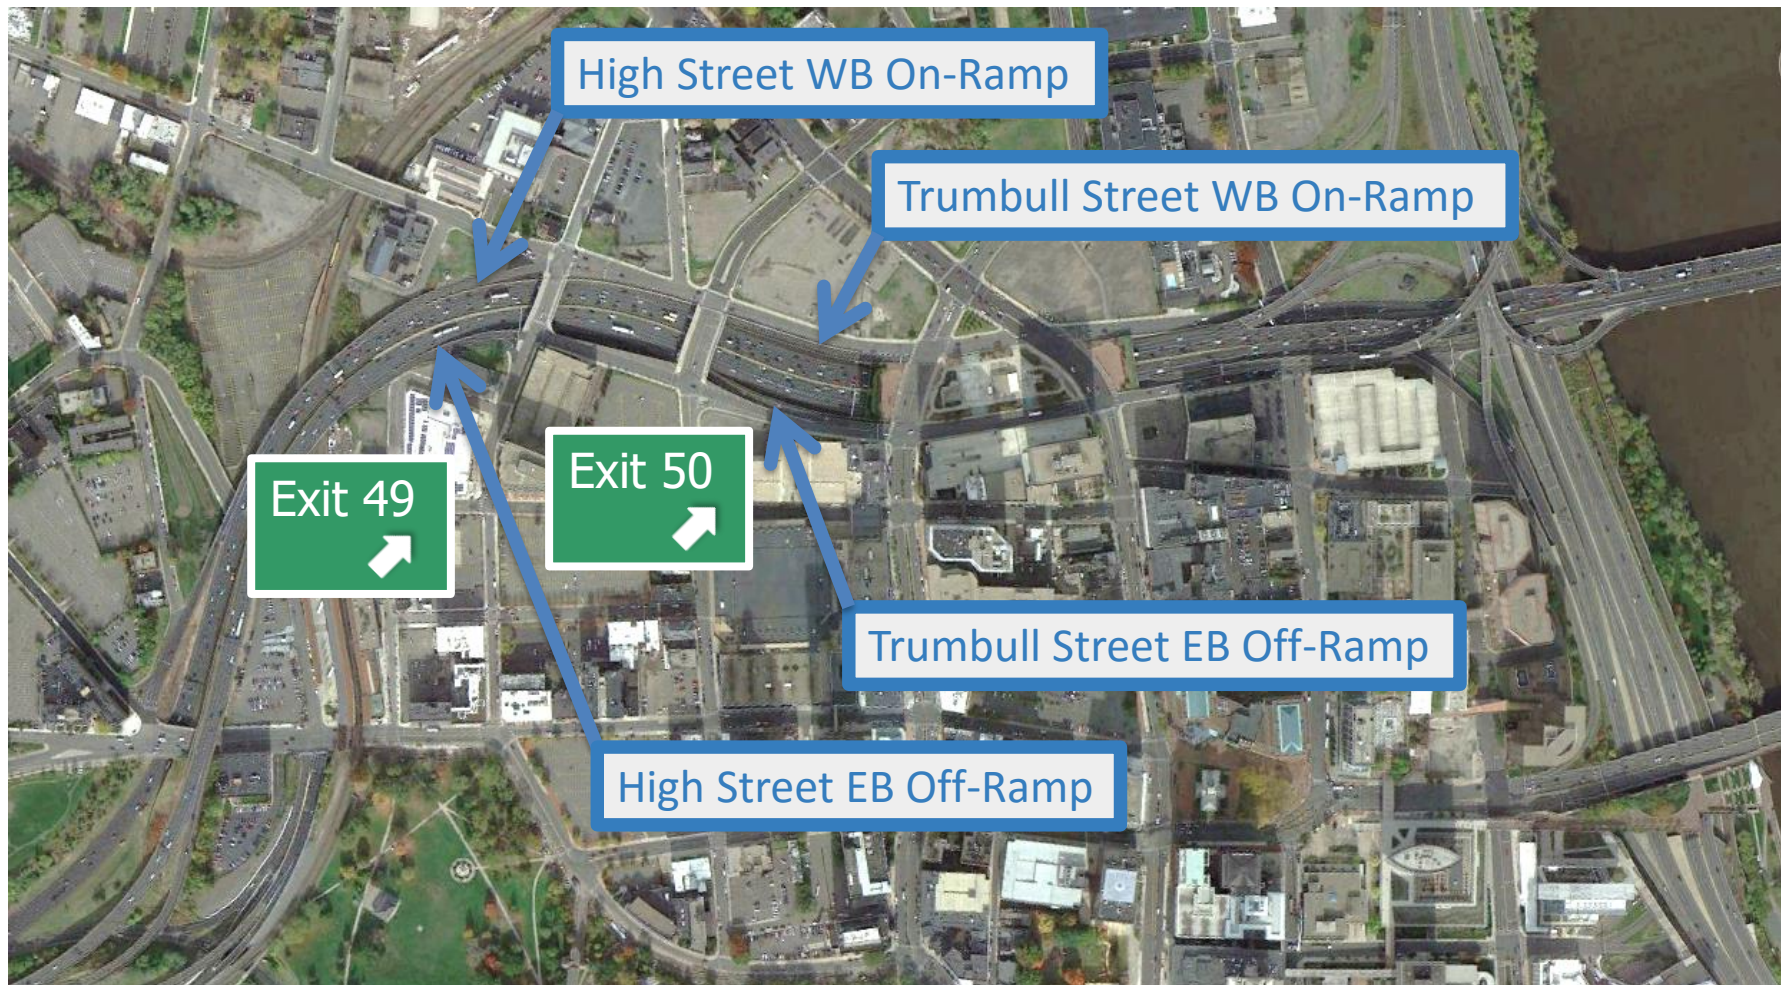 High Street WB On-Ramp
Trumbull Street WB On-Ramp
Exit 49
Exit 50
Trumbull Street EB Off-Ramp
High Street EB Off-Ramp